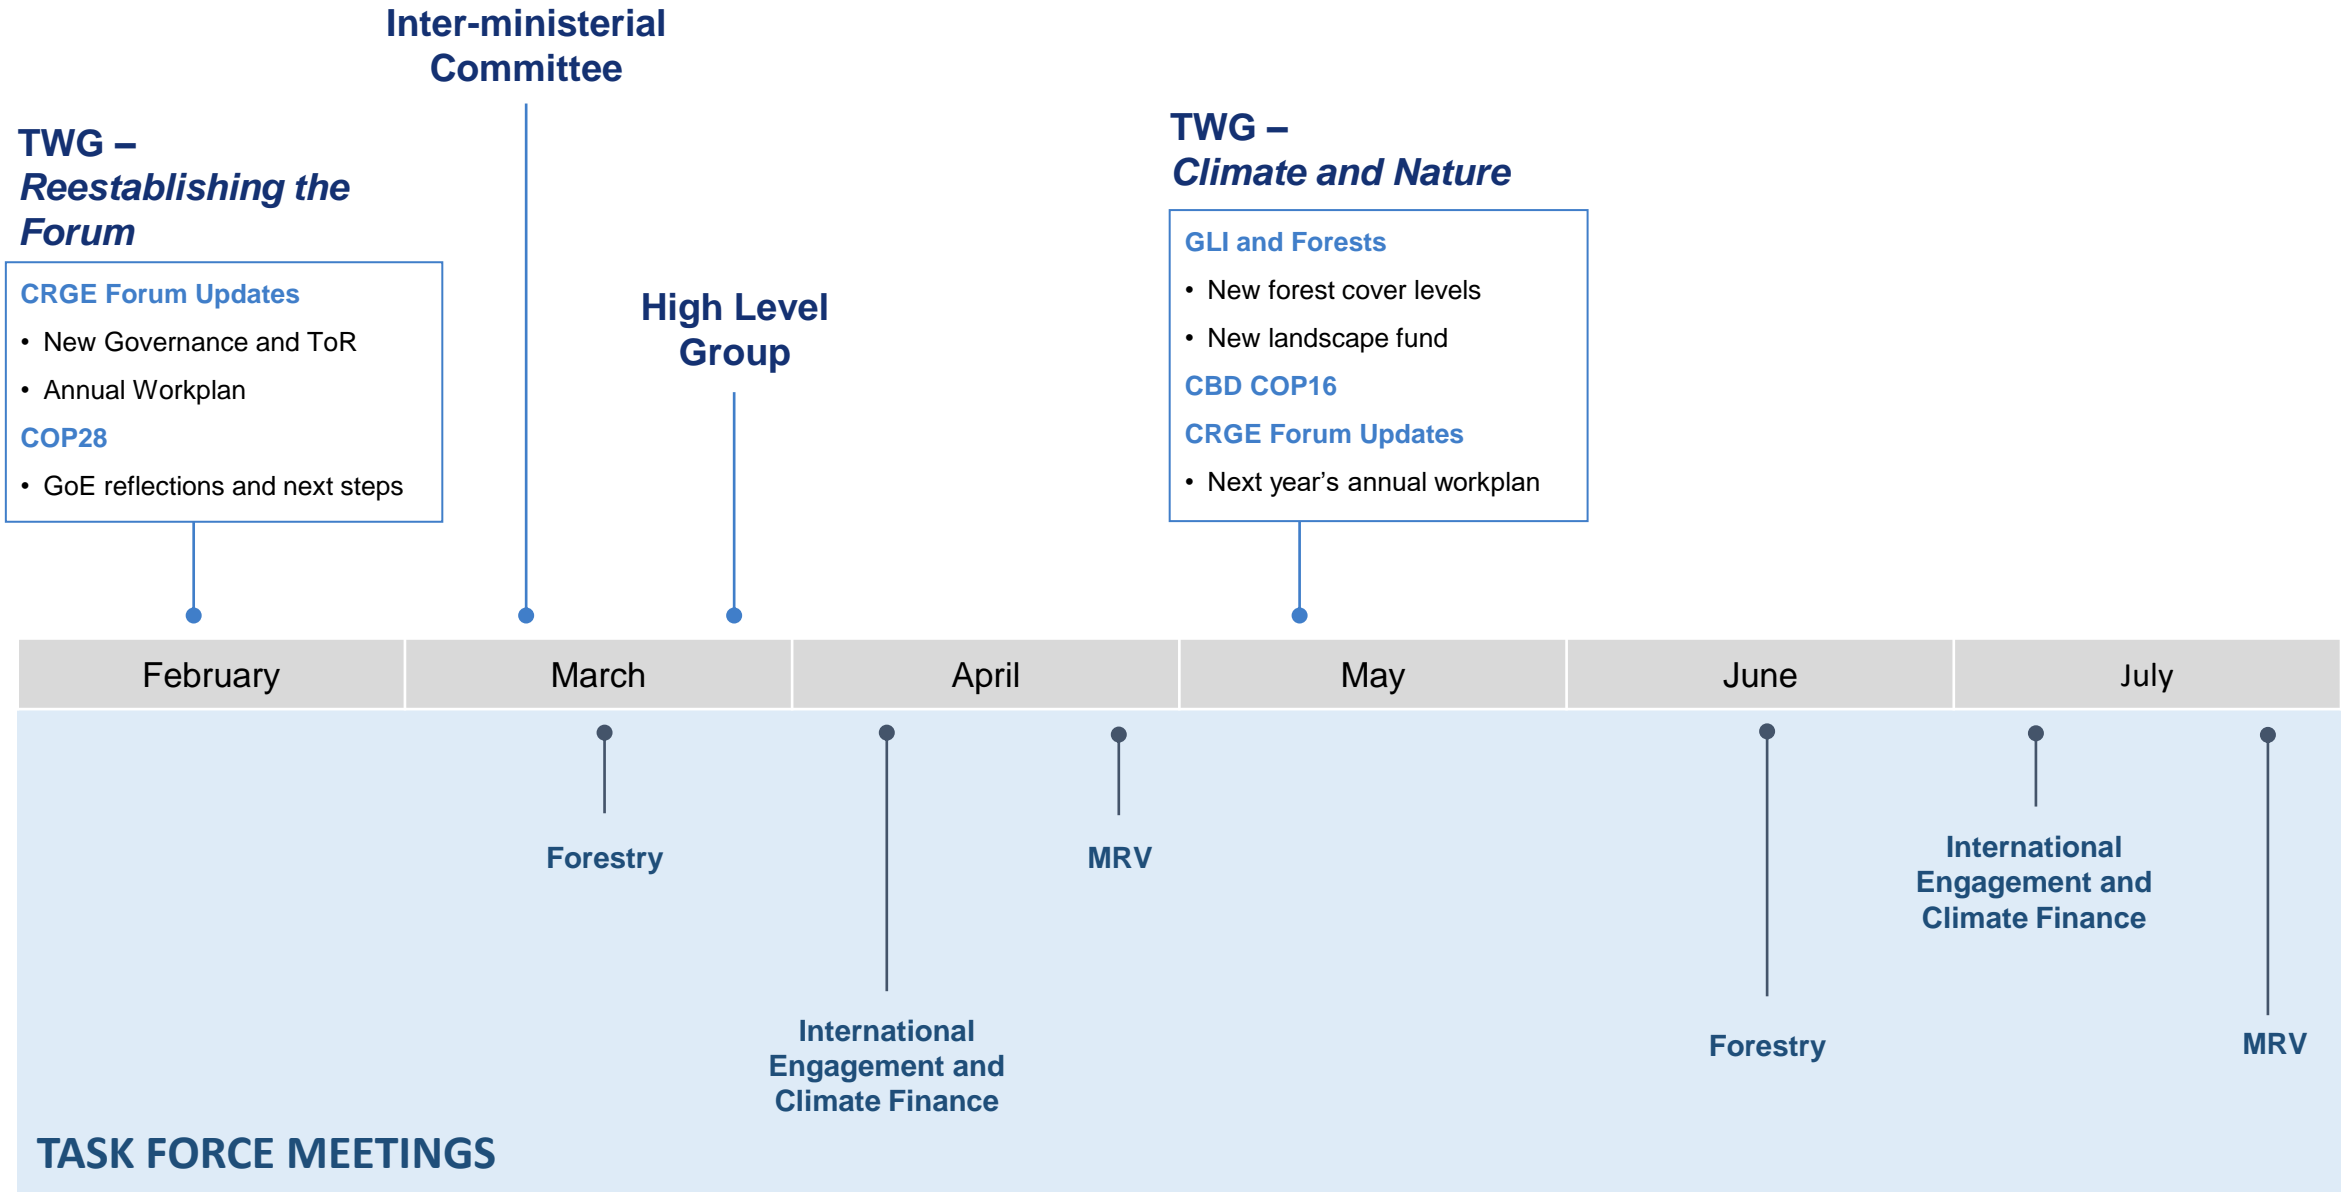 Inter-ministerial
Committee
TWG –
Reestablishing the
Forum
CRGE Forum Updates
• New Governance and ToR
• Annual Workplan
COP28
• GoE reflections and next steps
High Level
Group
TWG –
Climate and Nature
GLI and Forests
• New forest cover levels
• New landscape fund
CBD COP16
CRGE Forum Updates
• Next year’s annual workplan
February
March
April
May
June
July
Forestry
International
Engagement and
Climate Finance
MRV
Forestry
International
Engagement and
Climate Finance
MRV
TASK FORCE MEETINGS